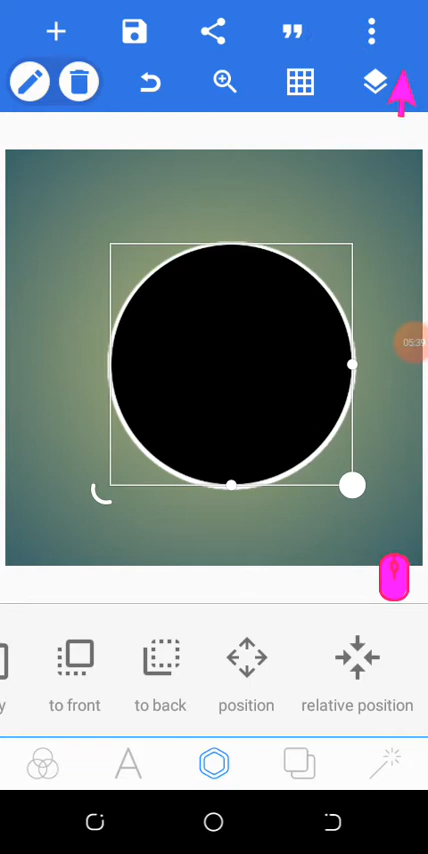 05:39
y
to front
to back
position
relative position